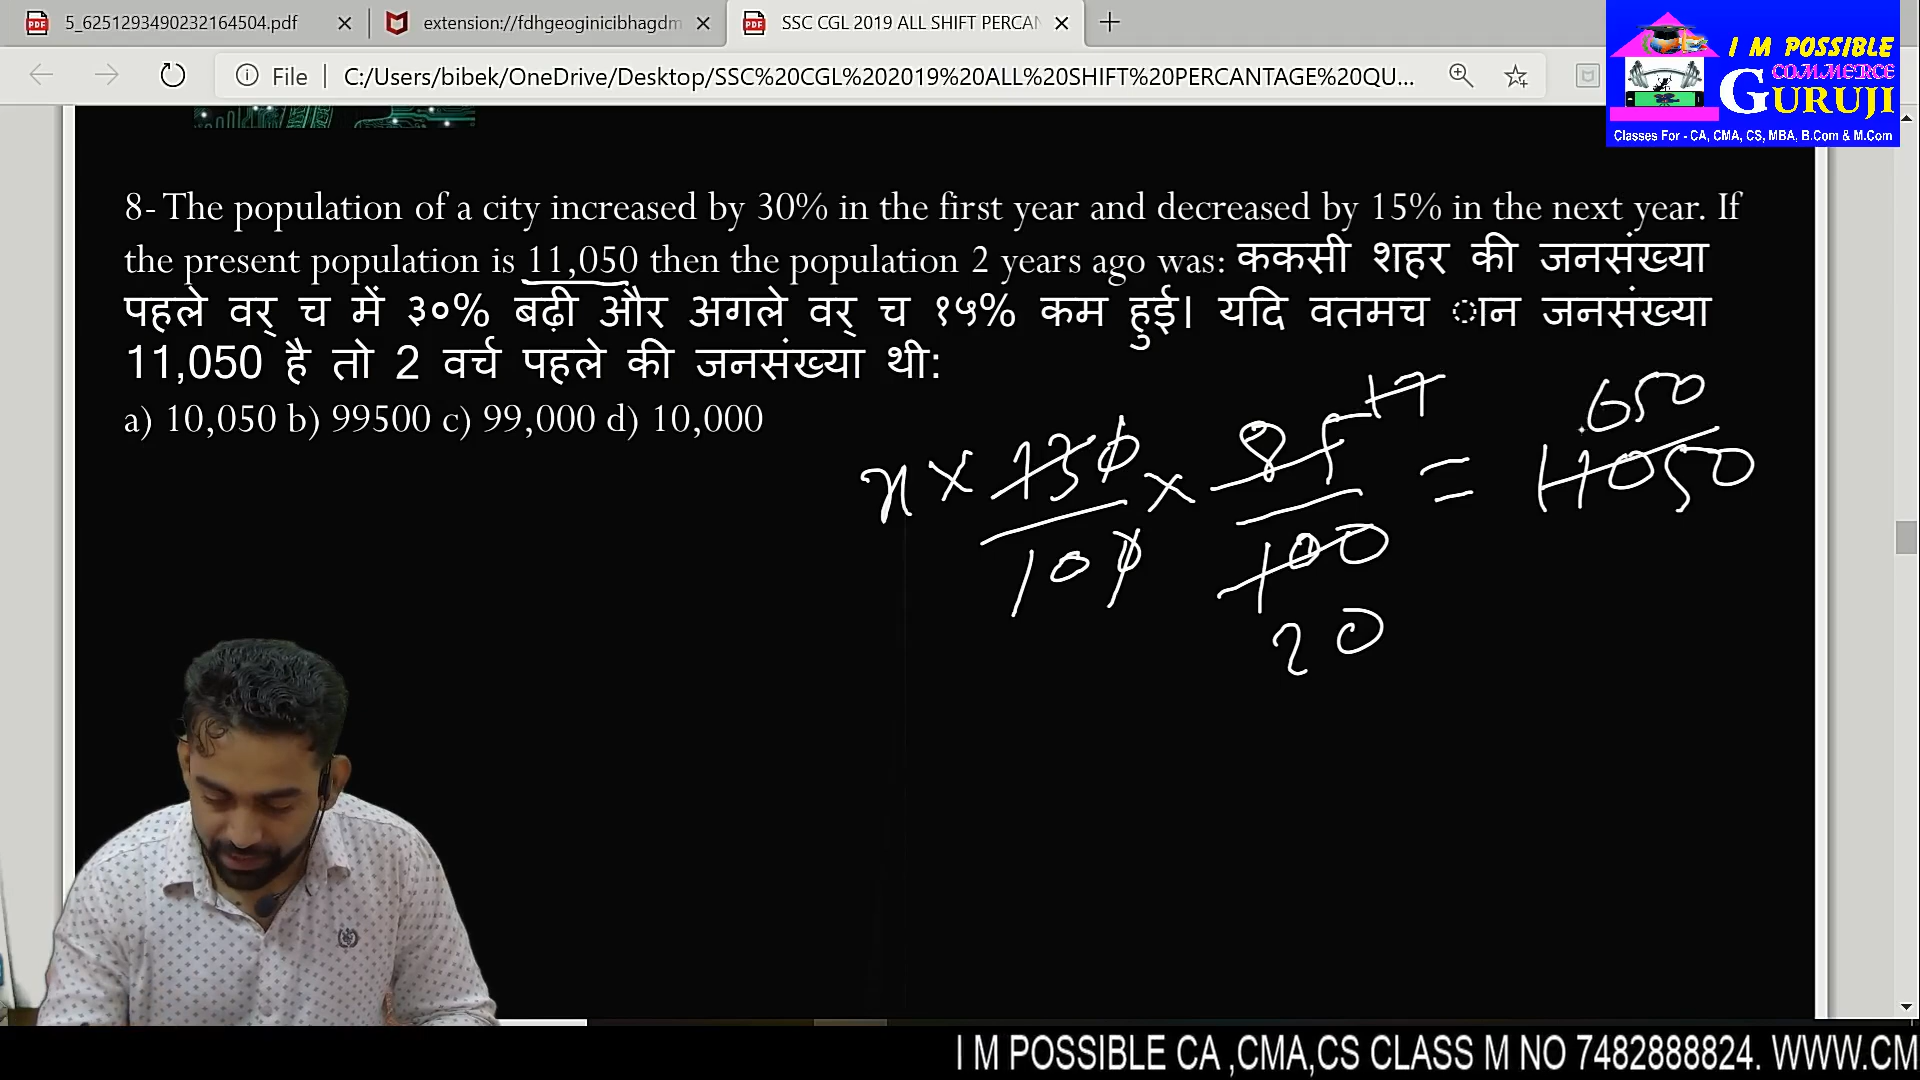 5_6251293490232164504.pdf
extension://fdhgeoginicibhagdm
SSC CGL 2019 ALL SHIFT PERCAN
File
C:/Users/bibek/OneDrive/Desktop/SSC%20CGL%202019%20ALL%20SHIFT%20PERCANTAGE%20QU...
I M POSSIBLE
COMMERCE
GURUJI
Classes For - CA, CMA, CS, MBA, B.Com & M.Com
8- The population of a city increased by 30% in the first year and decreased by 15% in the next year. If
the present population is 11,050 then the population 2 years ago was: ककसी शहर की जनसंख्या
पहले वर् च में ३०% बढ़ी और अगले वर् च १५% कम हुई। यदि वतमच ान जनसंख्या
11,050 है तो 2 वर्च पहले की जनसंख्या थी:
a) 10,050 b) 99500 c) 99,000 d) 10,000
17 650
x × 130 × 85 = 11050
100 100
20
I M POSSIBLE CA ,CMA,CS CLASS M NO 7482888824. WWW.CM